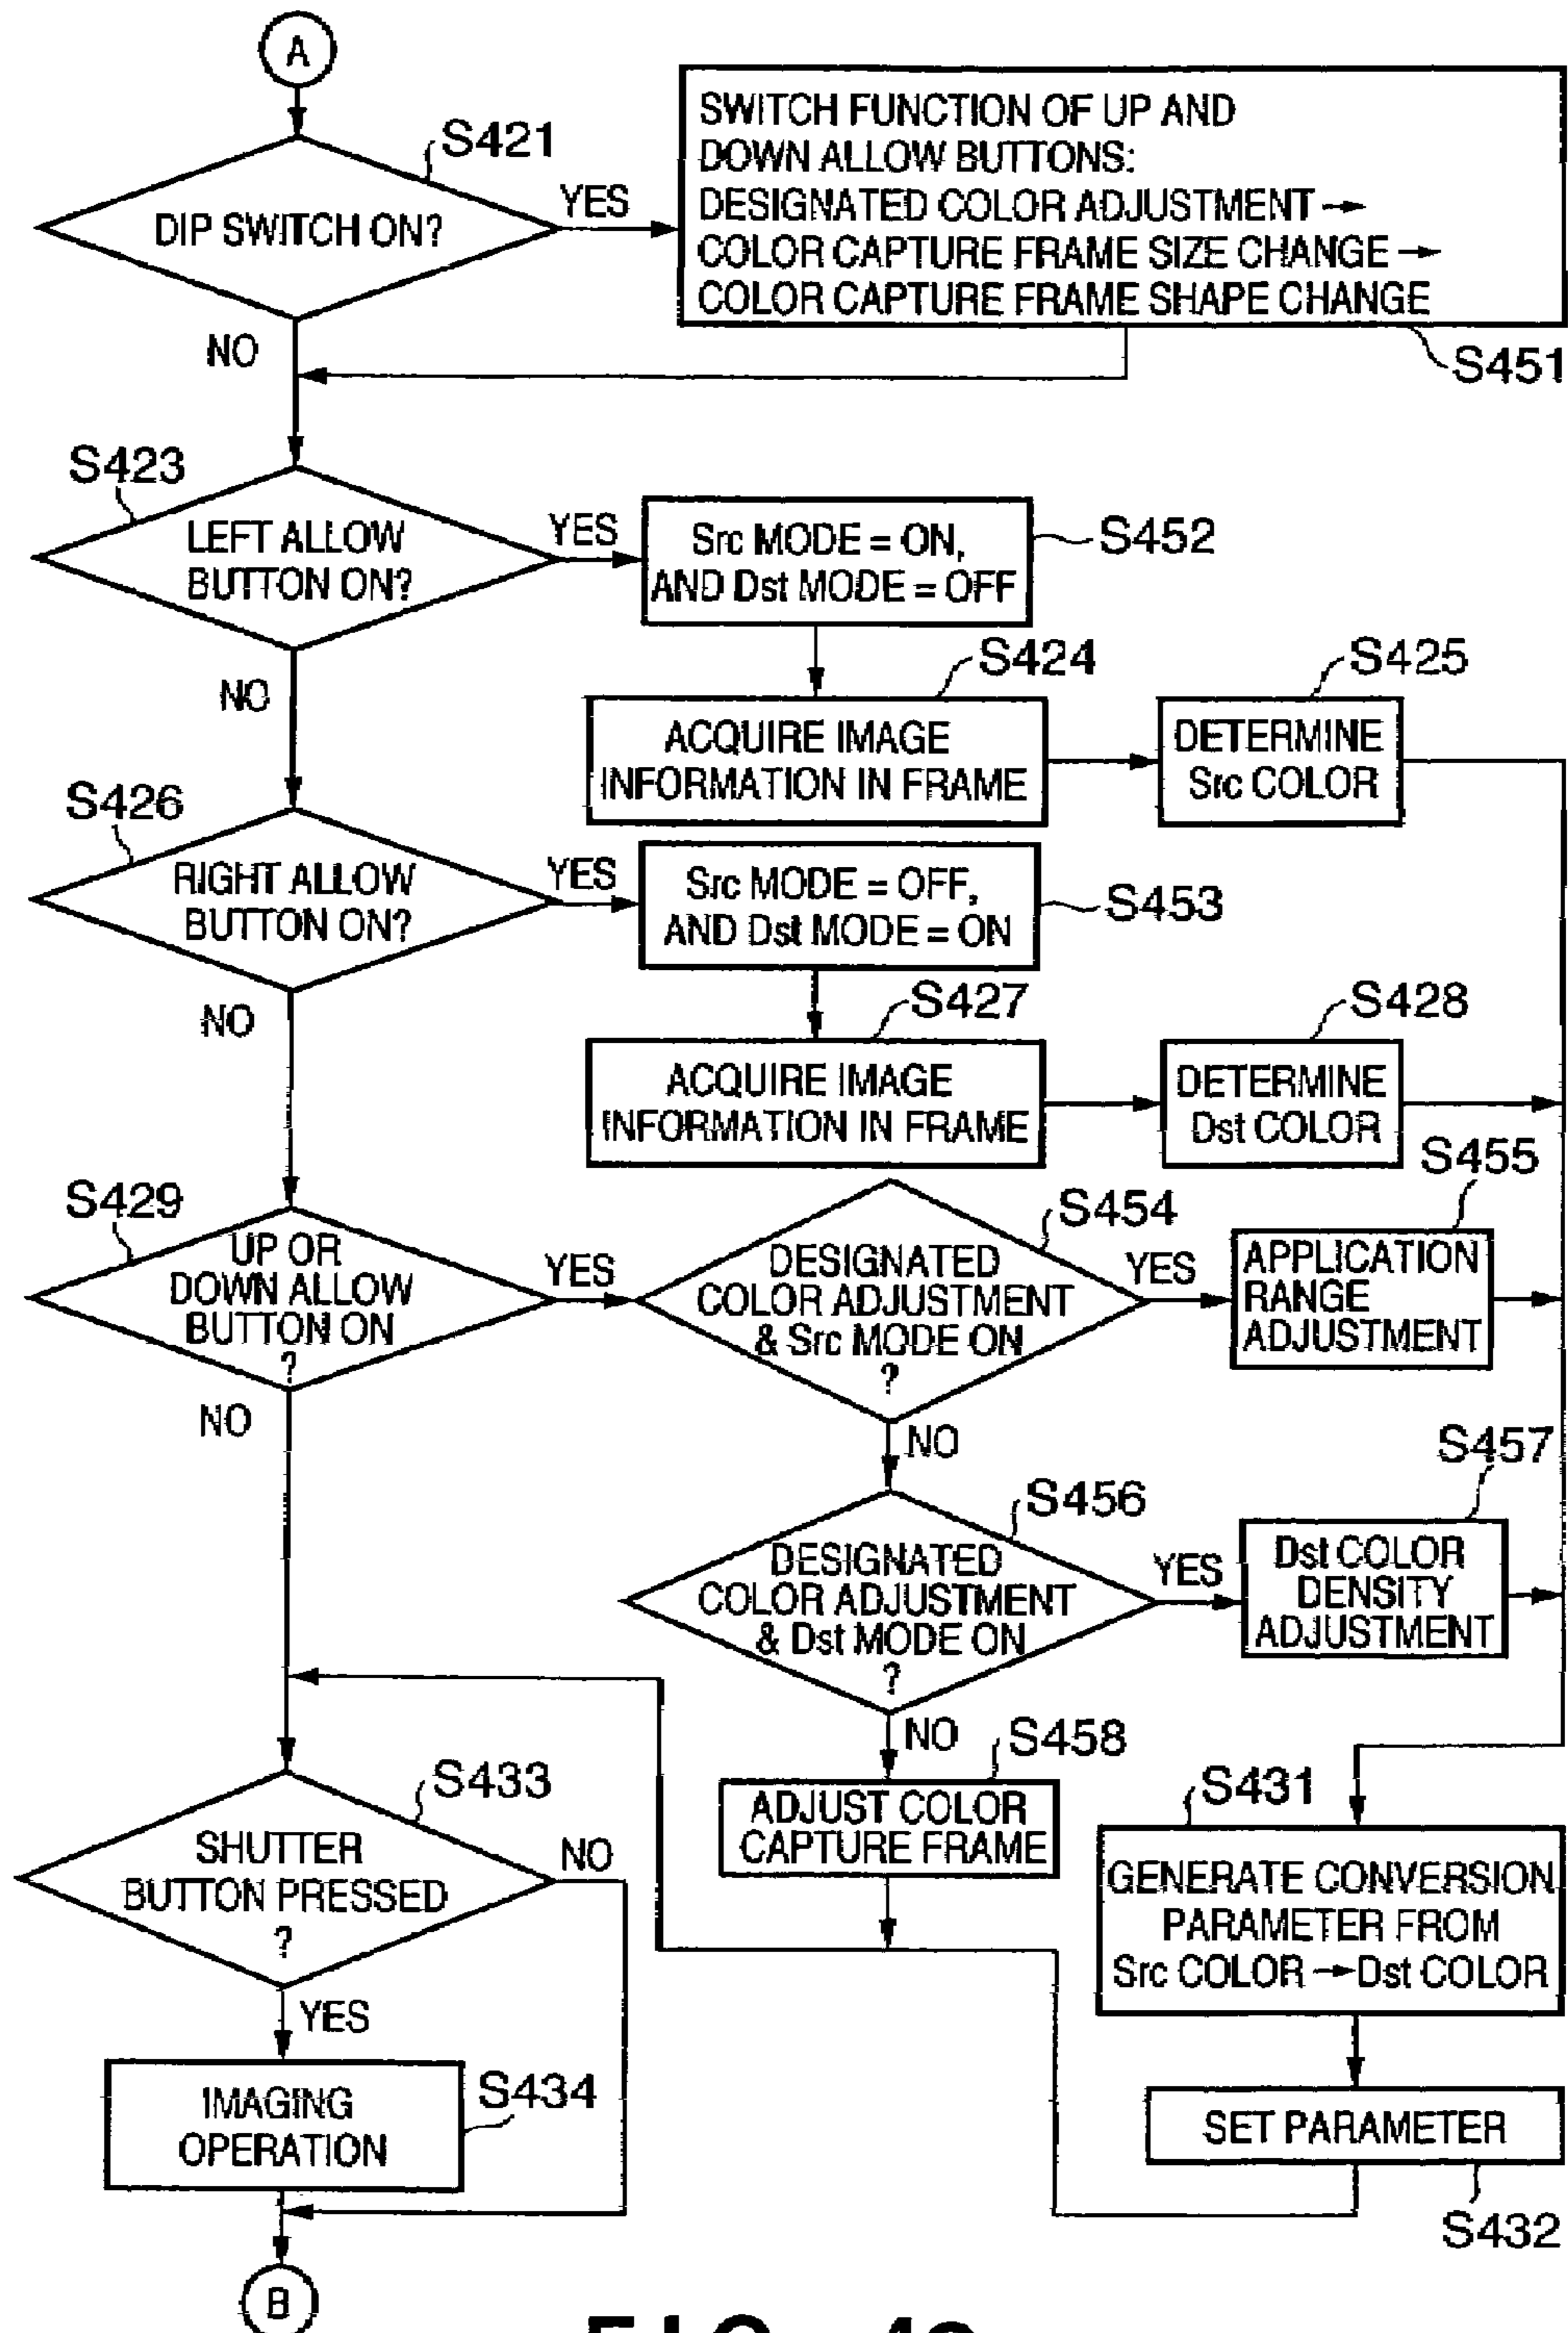 A
S421
DIP SWITCH ON?
YES
NO
SWITCH FUNCTION OF UP AND
DOWN ALLOW BUTTONS:
DESIGNATED COLOR ADJUSTMENT →
COLOR CAPTURE FRAME SIZE CHANGE →
COLOR CAPTURE FRAME SHAPE CHANGE
S451
S423
LEFT ALLOW
BUTTON ON?
YES
NO
Src MODE = ON,
AND Dst MODE = OFF
S452
S424
ACQUIRE IMAGE
INFORMATION IN FRAME
S425
DETERMINE
Src COLOR
S426
RIGHT ALLOW
BUTTON ON?
YES
NO
Src MODE = OFF,
AND Dst MODE = ON
S453
S427
ACQUIRE IMAGE
INFORMATION IN FRAME
S428
DETERMINE
Dst COLOR
S429
UP OR
DOWN ALLOW
BUTTON ON
?
YES
NO
S454
DESIGNATED
COLOR ADJUSTMENT
& Src MODE ON
?
YES
NO
S455
APPLICATION
RANGE
ADJUSTMENT
S456
DESIGNATED
COLOR ADJUSTMENT
& Dst MODE ON
?
YES
NO
S457
Dst COLOR
DENSITY
ADJUSTMENT
S458
ADJUST COLOR
CAPTURE FRAME
S431
GENERATE CONVERSION
PARAMETER FROM
Src COLOR → Dst COLOR
SET PARAMETER
S432
S433
SHUTTER
BUTTON PRESSED
?
NO
YES
IMAGING
OPERATION
S434
B